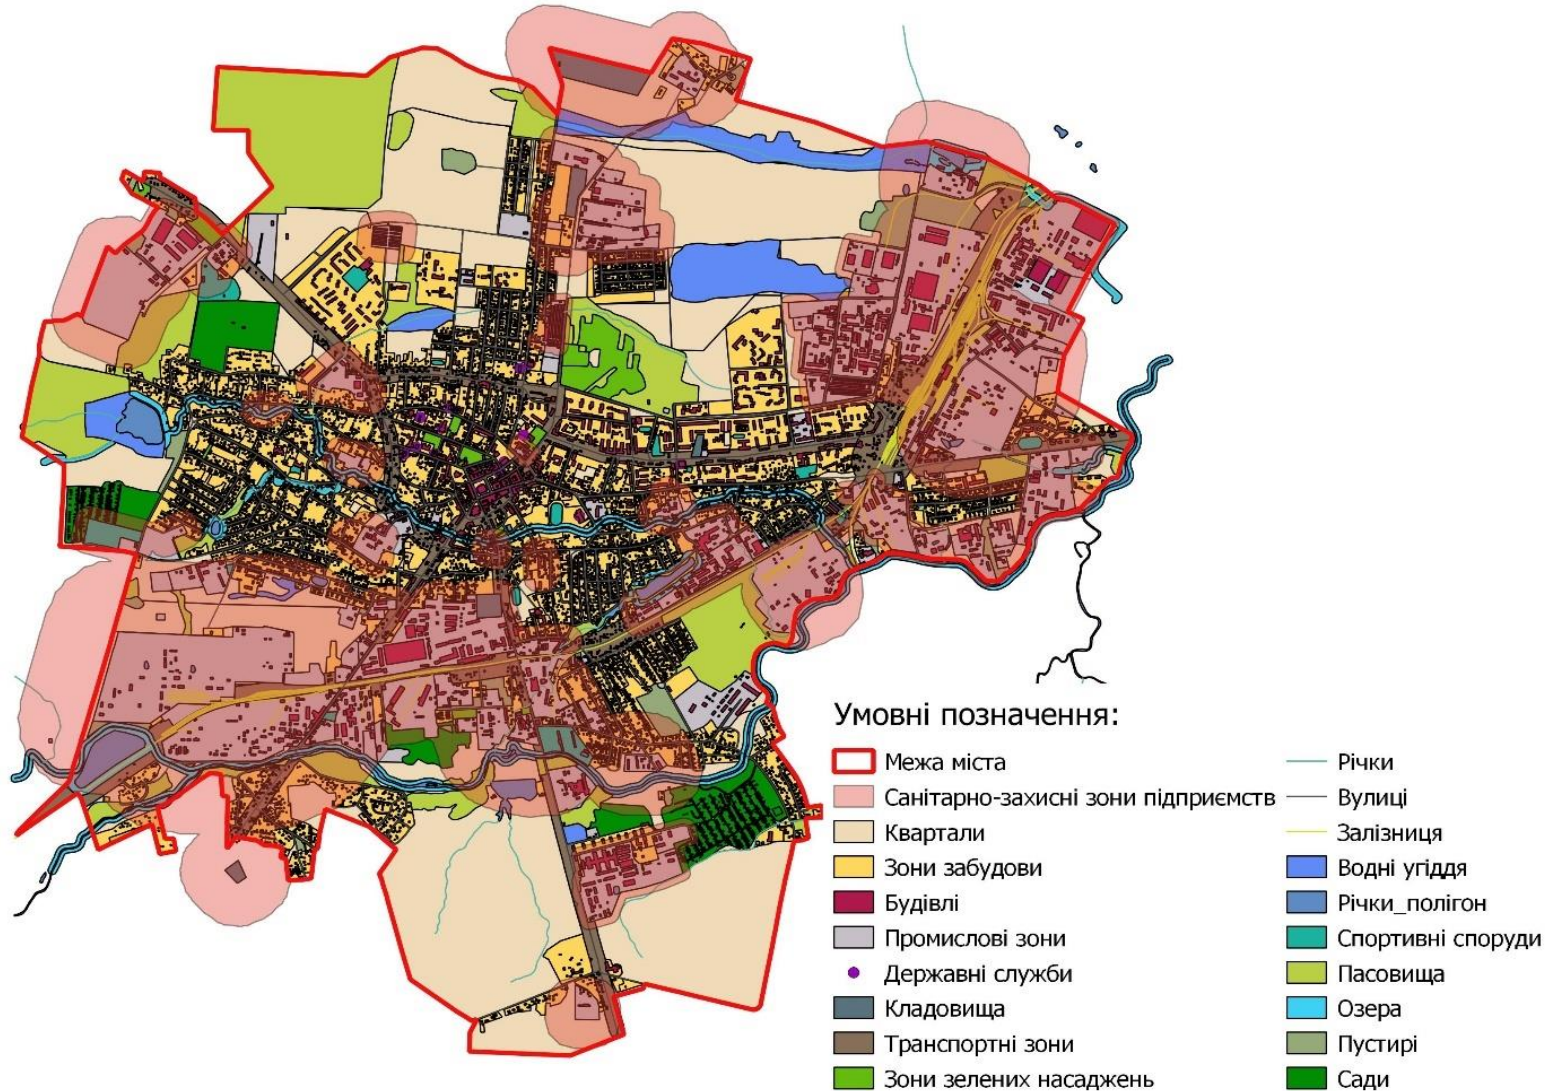 Умовні позначення:
Межа міста
Санітарно-захисні зони підприємств
Квартали
Зони забудови
Будівлі
Промислові зони
Державні служби
Кладовища
Транспортні зони
Зони зелених насаджень
Річки
Вулиці
Залізниця
Водні угіддя
Річки_полігон
Спортивні споруди
Пасовища
Озера
Пустирі
Сади